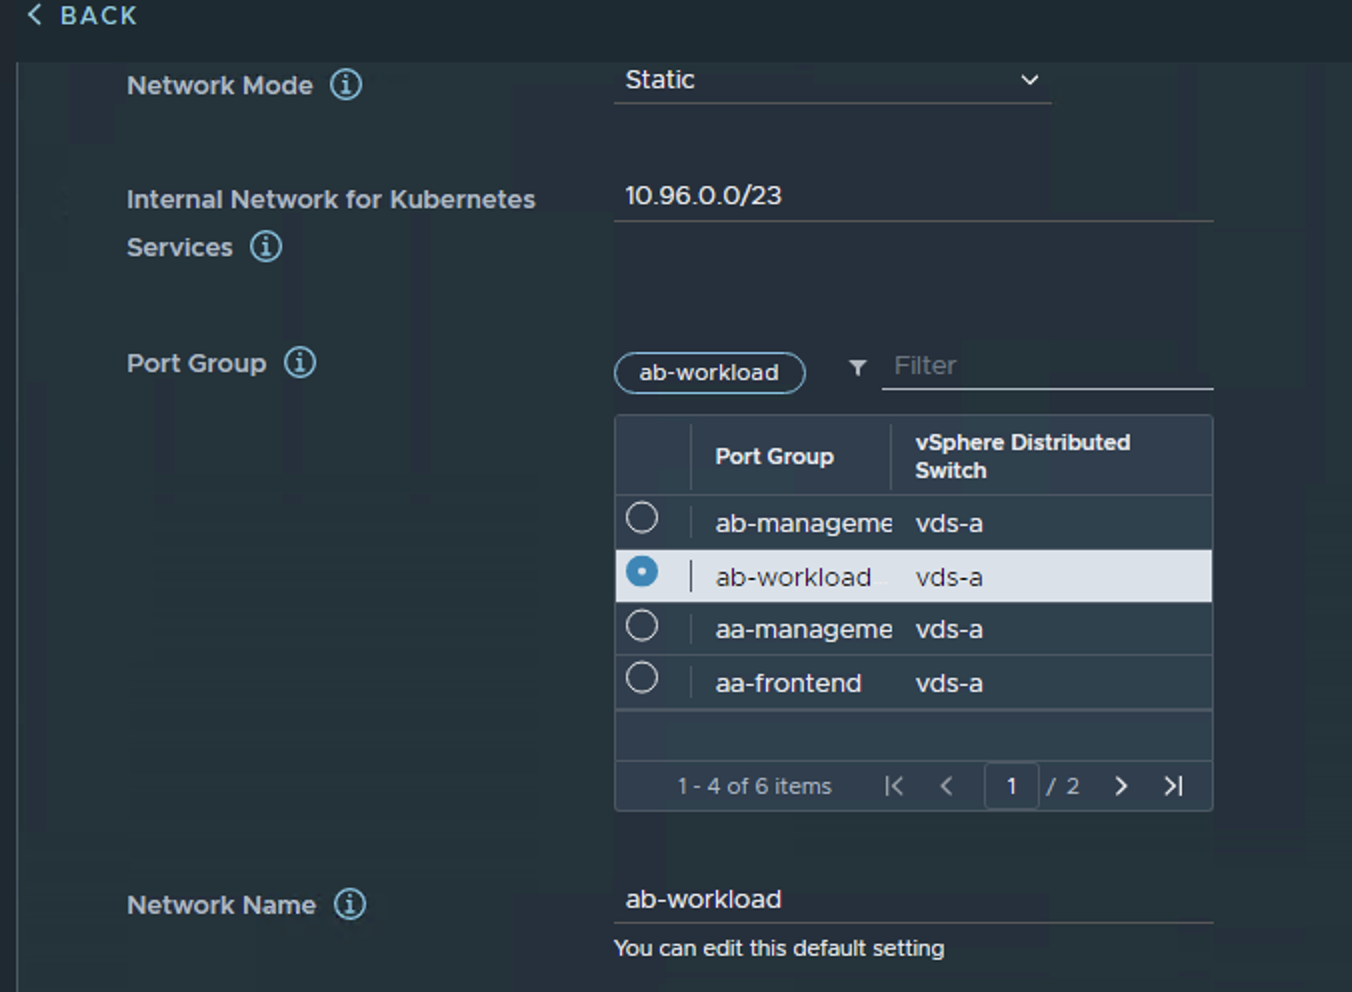 BACK
Network Mode
Static
Internal Network for Kubernetes
Services
10.96.0.0/23
Port Group
ab-workload
Filter
Port Group
vSphere Distributed
Switch
ab-manageme
vds-a
ab-workload
vds-a
aa-manageme
vds-a
aa-frontend
vds-a
1 - 4 of 6 items
1 / 2
Network Name
ab-workload
You can edit this default setting